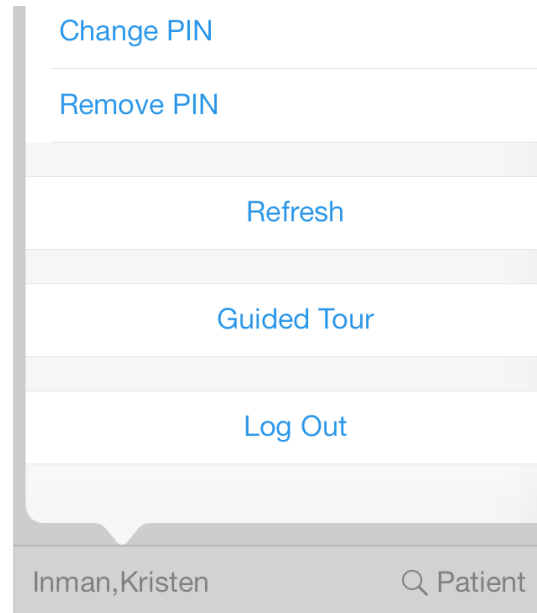 Change PIN
Remove PIN
Refresh
Guided Tour
Log Out
Inman,Kristen Patient